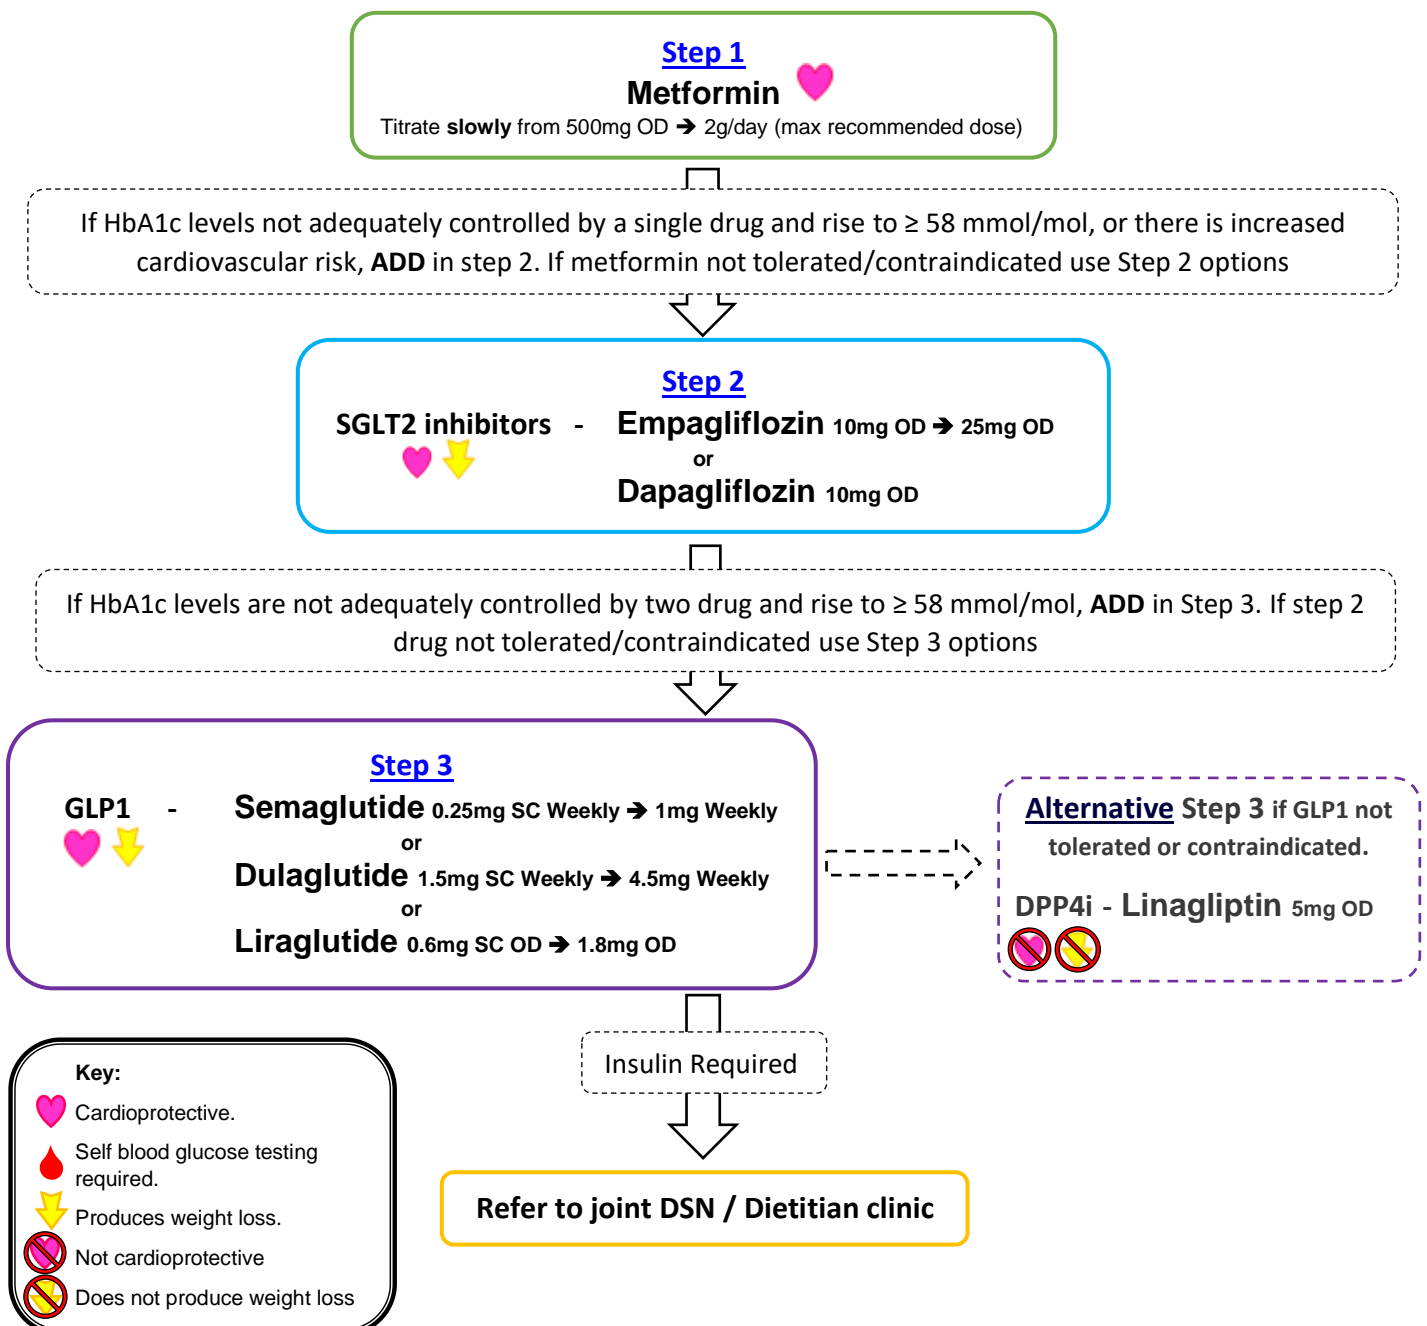 Step 1
Metformin
Titrate slowly from 500mg OD ➔ 2g/day (max recommended dose)
If HbA1c levels not adequately controlled by a single drug and rise to ≥ 58 mmol/mol, or there is increased
cardiovascular risk, ADD in step 2. If metformin not tolerated/contraindicated use Step 2 options
Step 2
SGLT2 inhibitors - Empagliflozin 10mg OD ➔ 25mg OD
or
Dapagliflozin 10mg OD
If HbA1c levels are not adequately controlled by two drug and rise to ≥ 58 mmol/mol, ADD in Step 3. If step 2
drug not tolerated/contraindicated use Step 3 options
Step 3
GLP1 - Semaglutide 0.25mg SC Weekly ➔ 1mg Weekly
or
Dulaglutide 1.5mg SC Weekly ➔ 4.5mg Weekly
or
Liraglutide 0.6mg SC OD ➔ 1.8mg OD
Alternative Step 3 if GLP1 not
tolerated or contraindicated.
DPP4i - Linagliptin 5mg OD
Insulin Required
Refer to joint DSN / Dietitian clinic
Key:
Cardioprotective.
Self blood glucose testing
required.
Produces weight loss.
Not cardioprotective
Does not produce weight loss